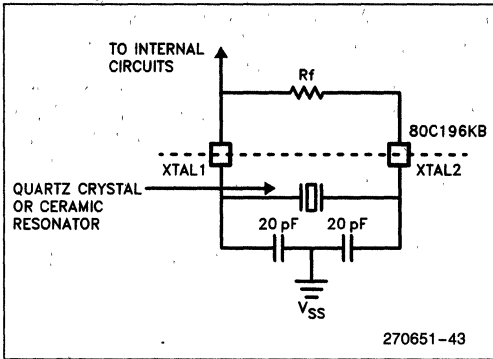 TO INTERNAL
CIRCUITS
Rf
80C196KB
XTAL1
XTAL2
QUARTZ CRYSTAL
OR CERAMIC
RESONATOR
20 pF
20 pF
VSS
270651-43